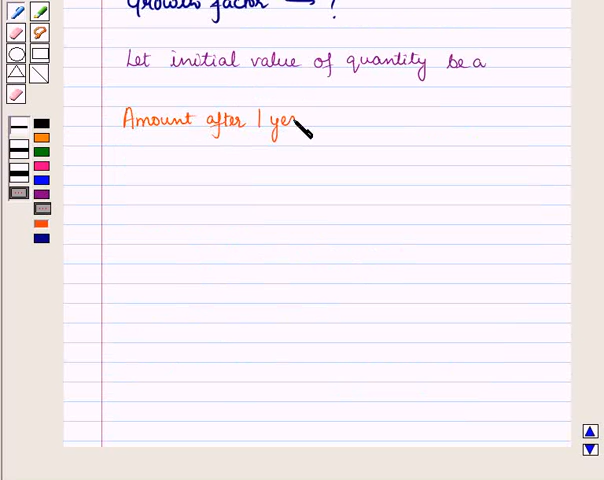 Growth factor → ?
Let initial value of quantity be a
Amount after 1 yea